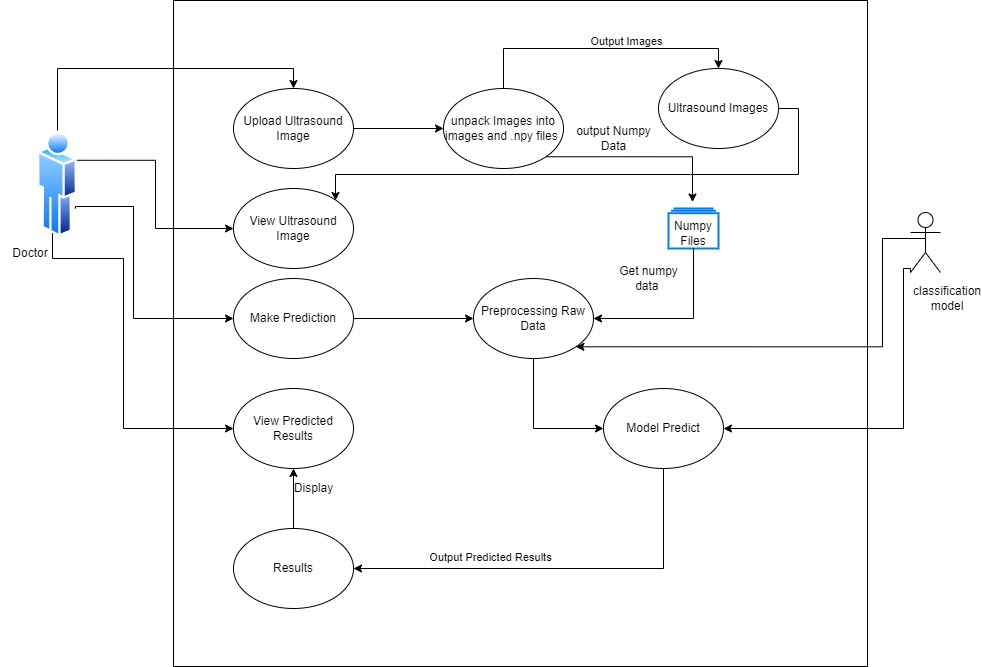 Output Images
Upload Ultrasound
Image
unpack Images into
images and .npy files
Ultrasound Images
output Numpy
Data
View Ultrasound
Image
Numpy
Files
Doctor
Get numpy
data
classification
model
Make Prediction
Preprocessing Raw
Data
View Predicted
Results
Model Predict
Display
Output Predicted Results
Results